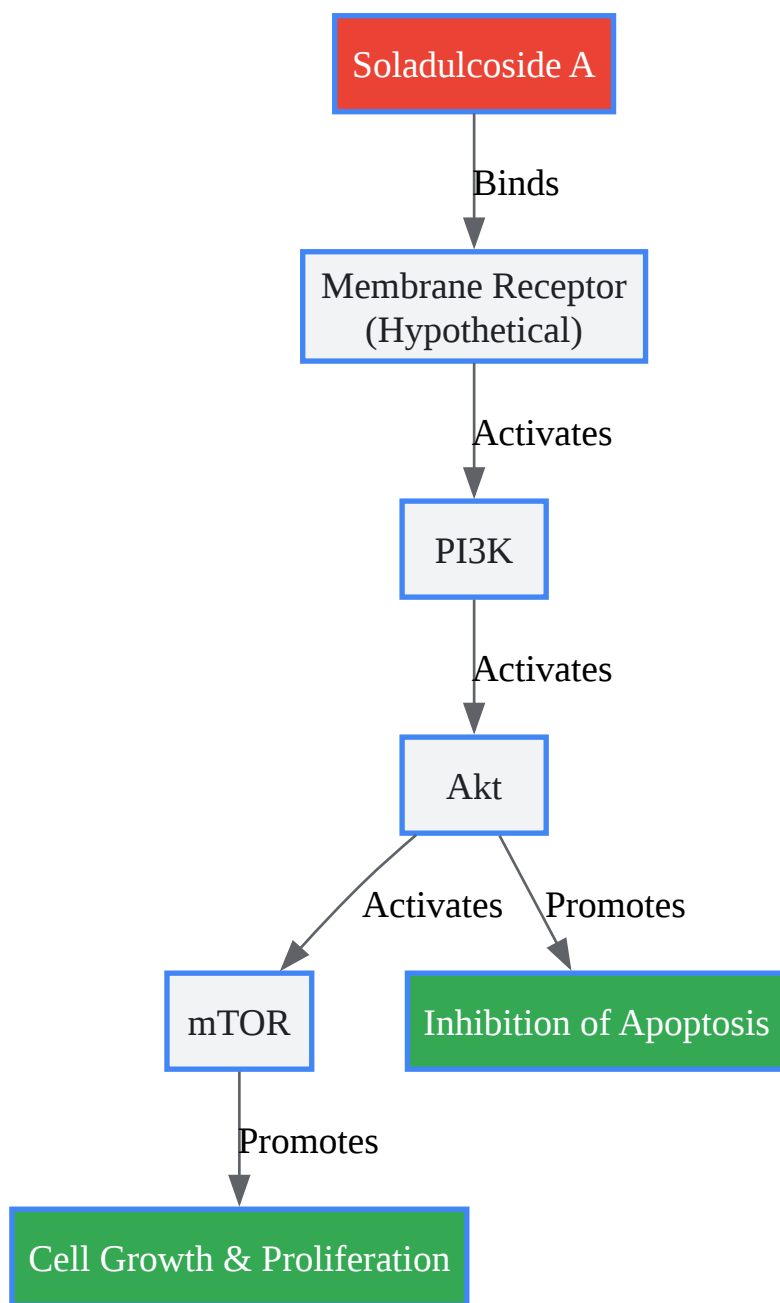 Soladulcoside A
Binds
Membrane Receptor
(Hypothetical)
Activates
PI3K
Activates
Akt
Activates
Promotes
mTOR
Inhibition of Apoptosis
Promotes
Cell Growth & Proliferation